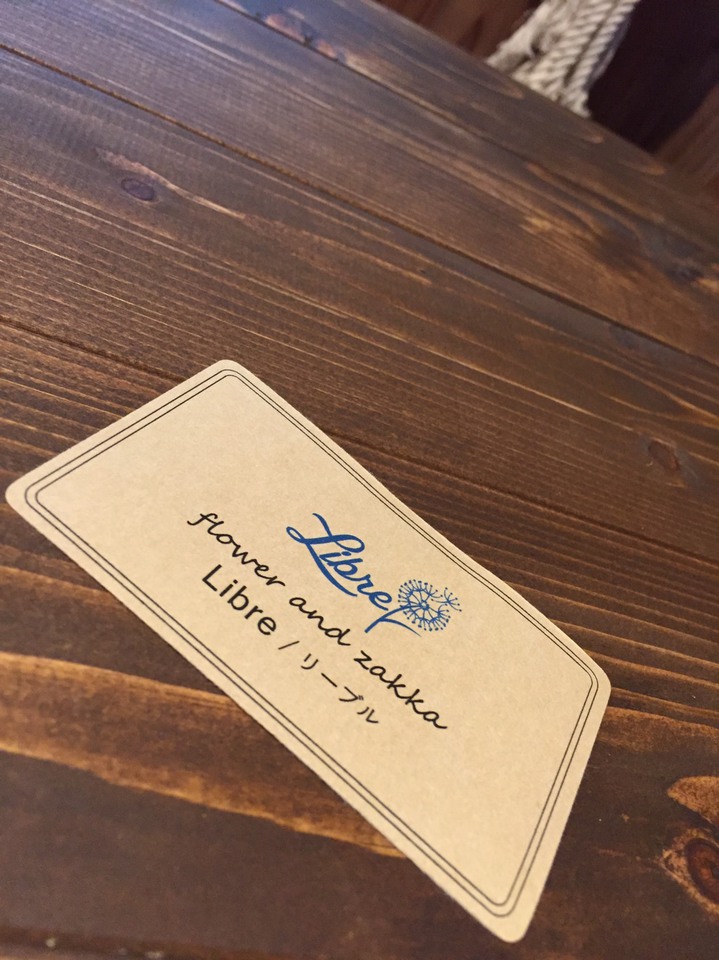 Libre
flower and zakka
Libre / リーブル